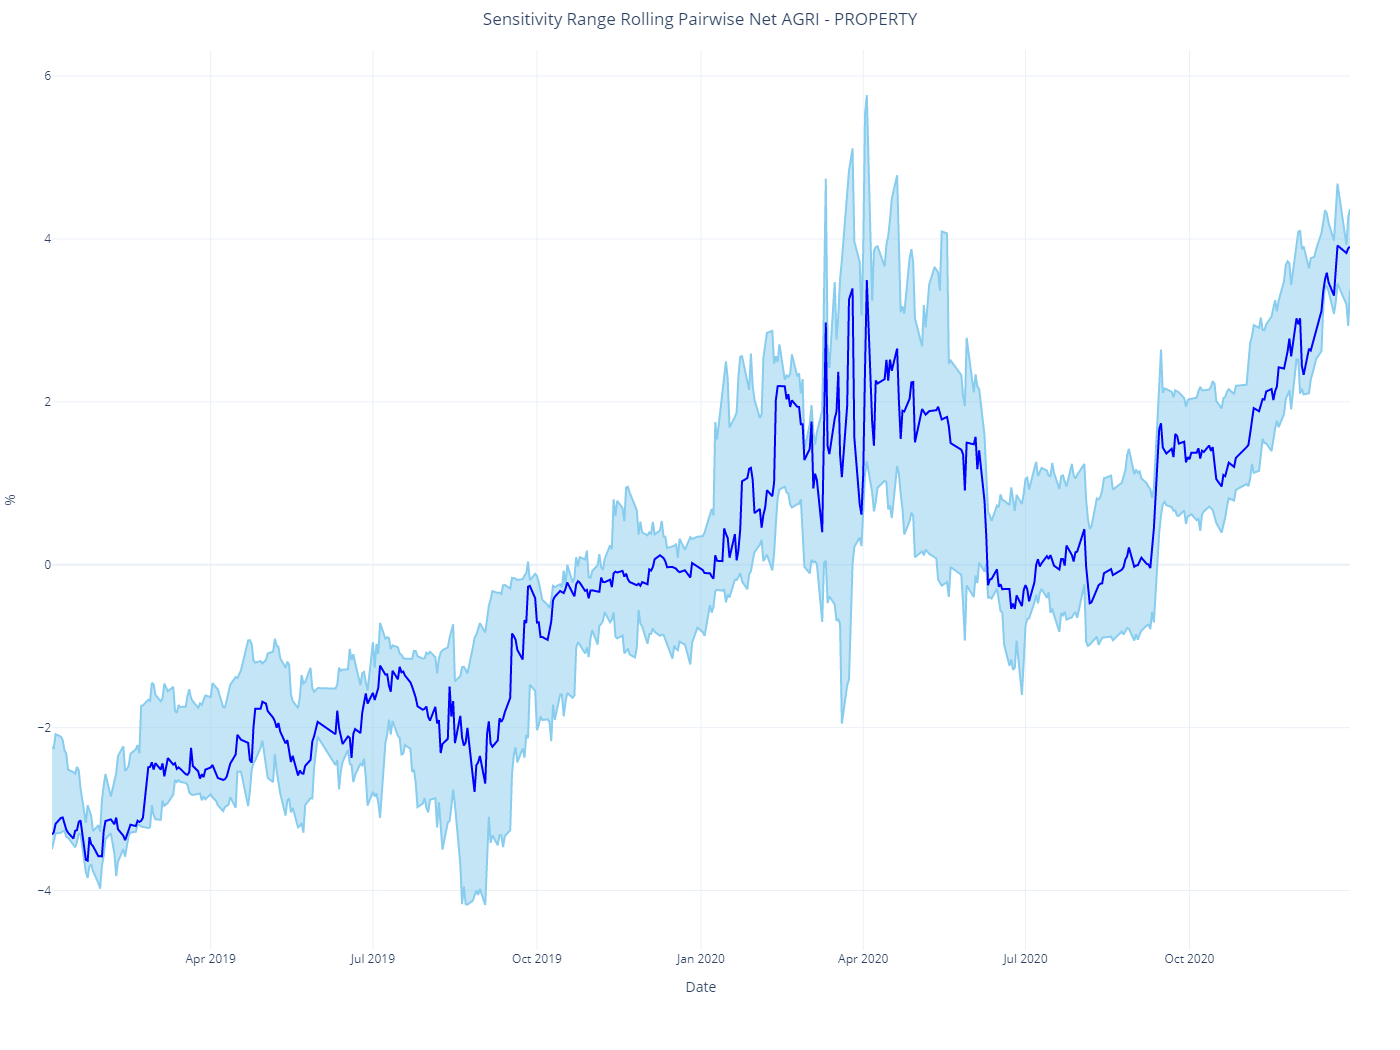 Sensitivity Range Rolling Pairwise Net AGRI - PROPERTY
6
4
2
0
−2
−4
%
Apr 2019
Jul 2019
Oct 2019
Jan 2020
Apr 2020
Jul 2020
Oct 2020
Date